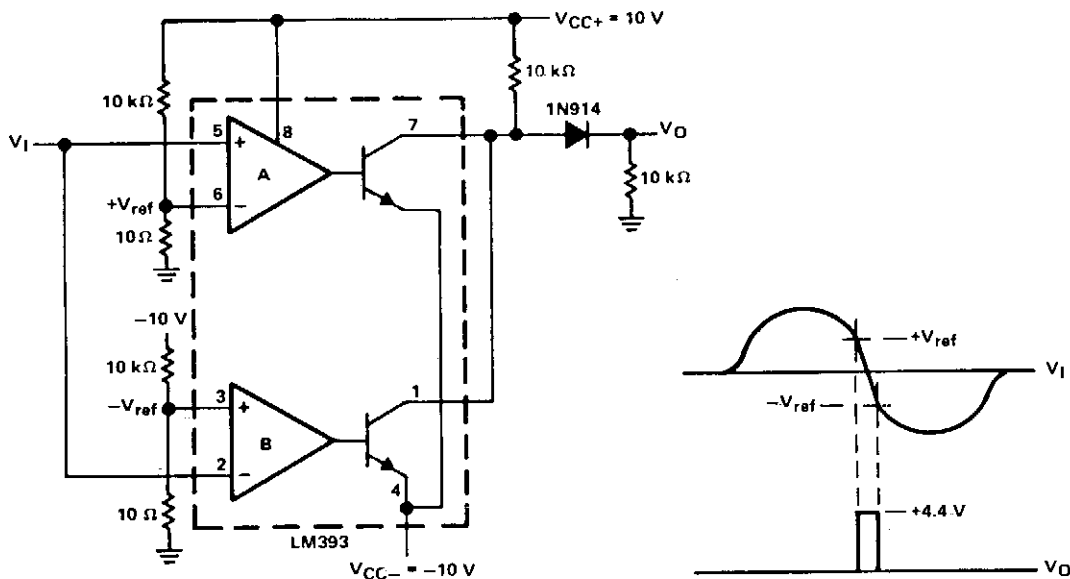 VCC+ = 10 V
10 kΩ
10 kΩ
1N914
VI
5
+
8
7
VO
A
10 kΩ
6
−
+Vref
10Ω
−10 V
10 kΩ
+Vref
VI
−Vref
3
+
1
−Vref
B
2
−
4
10 Ω
+4.4 V
LM393
VCC− = −10 V
VO